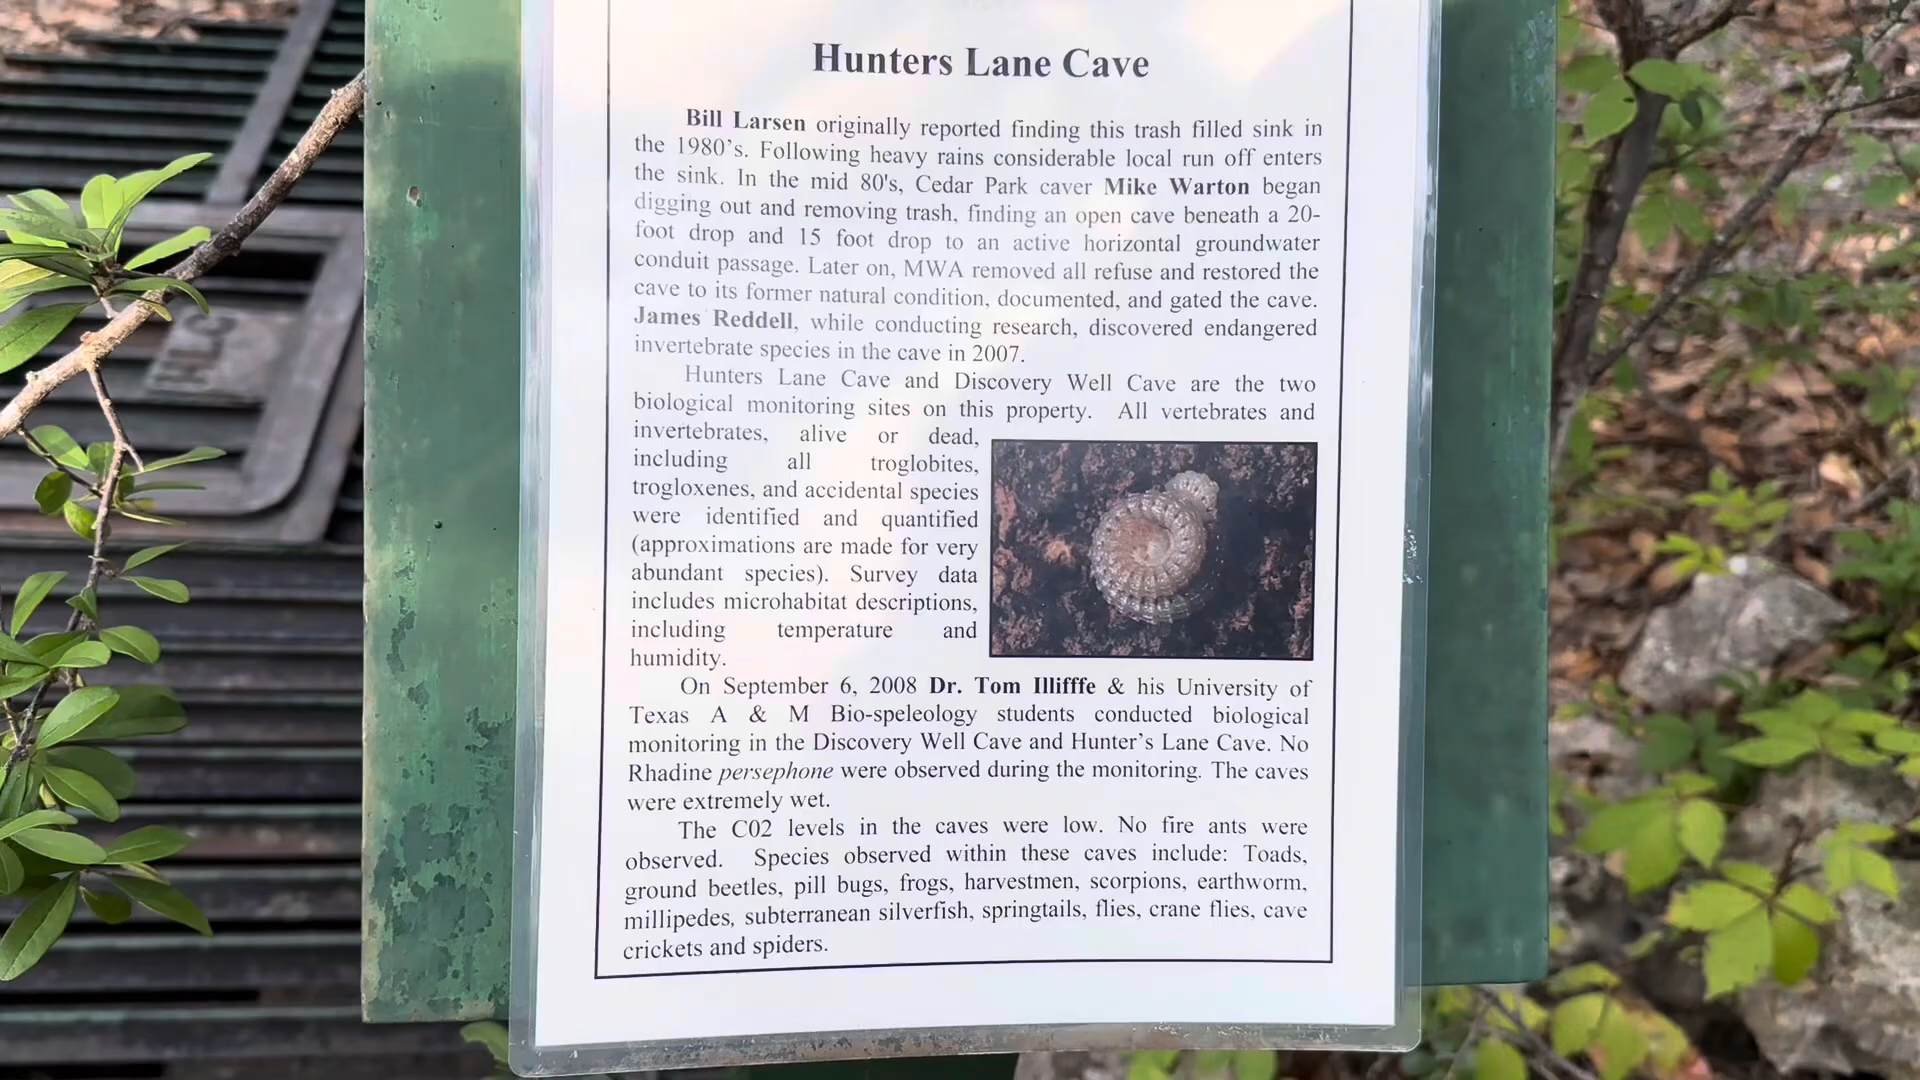 Hunters Lane Cave
Bill Larsen originally reported finding this trash filled sink in
the 1980's. Following heavy rains considerable local run off enters
the sink. In the mid 80's, Cedar Park caver Mike Warton began
digging out and removing trash, finding an open cave beneath a 20-
foot drop and 15 foot drop to an active horizontal groundwater
conduit passage. Later on, MWA removed all refuse and restored the
cave to its former natural condition, documented, and gated the cave.
James Reddell, while conducting research, discovered endangered
invertebrate species in the cave in 2007.
Hunters Lane Cave and Discovery Well Cave are the two
biological monitoring sites on this property. All vertebrates and
invertebrates, alive or dead,
including all troglobites,
trogloxenes, and accidental species
were identified and quantified
(approximations are made for very
abundant species). Survey data
includes microhabitat descriptions,
including temperature and
humidity.
On September 6, 2008 Dr. Tom Illifffe & his University of
Texas A & M Bio-speleology students conducted biological
monitoring in the Discovery Well Cave and Hunter's Lane Cave. No
Rhadine persephone were observed during the monitoring. The caves
were extremely wet.
The C02 levels in the caves were low. No fire ants were
observed. Species observed within these caves include: Toads,
ground beetles, pill bugs, frogs, harvestmen, scorpions, earthworm,
millipedes, subterranean silverfish, springtails, flies, crane flies, cave
crickets and spiders.
HLC